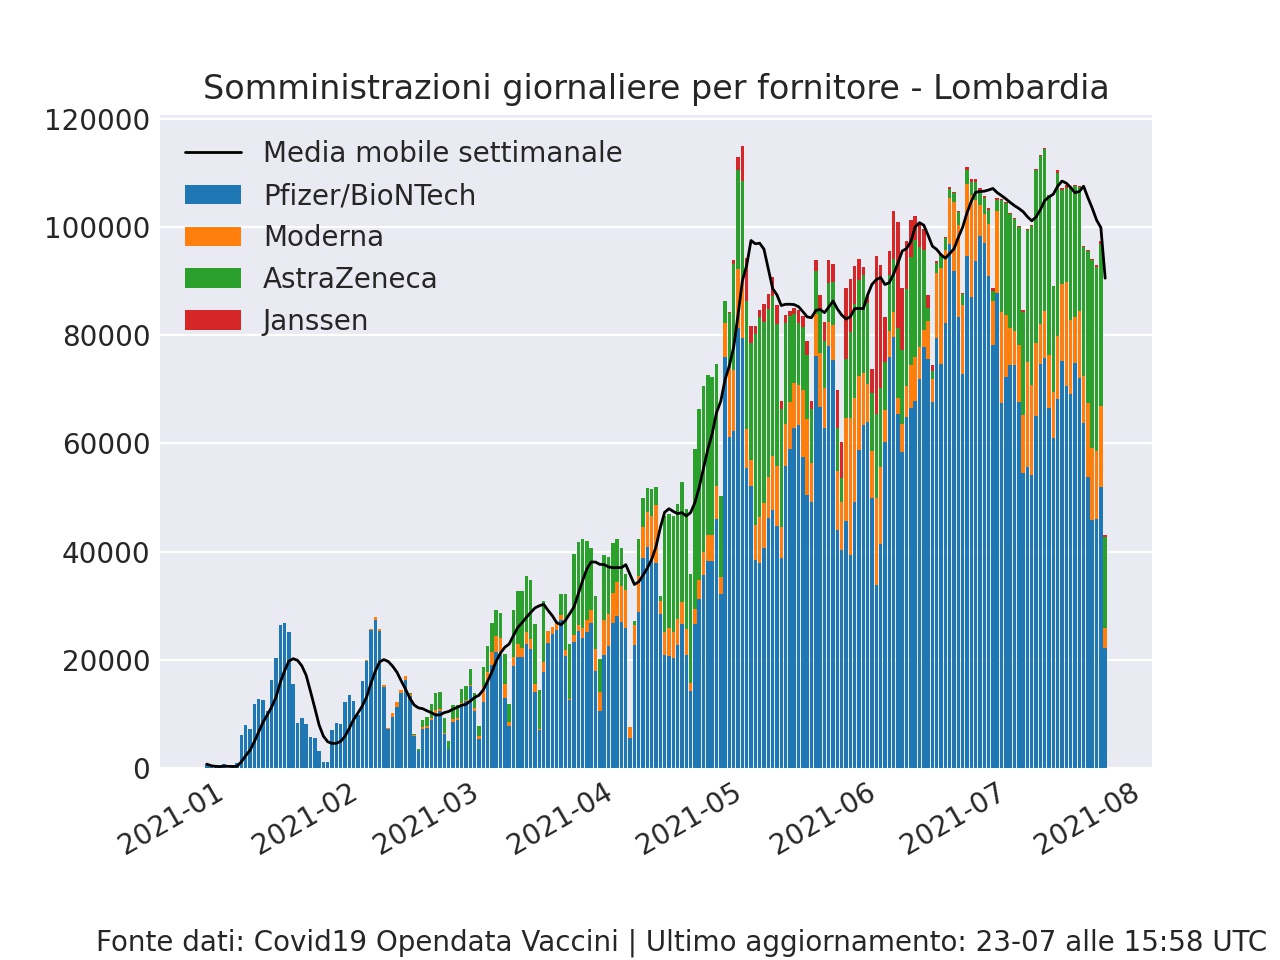 Somministrazioni giornaliere per fornitore - Lombardia
120000
100000
80000
60000
40000
20000
0
Media mobile settimanale
Pfizer/BioNTech
Moderna
AstraZeneca
Janssen
2021-01
2021-02
2021-03
2021-04
2021-05
2021-06
2021-07
2021-08
Fonte dati: Covid19 Opendata Vaccini | Ultimo aggiornamento: 23-07 alle 15:58 UTC